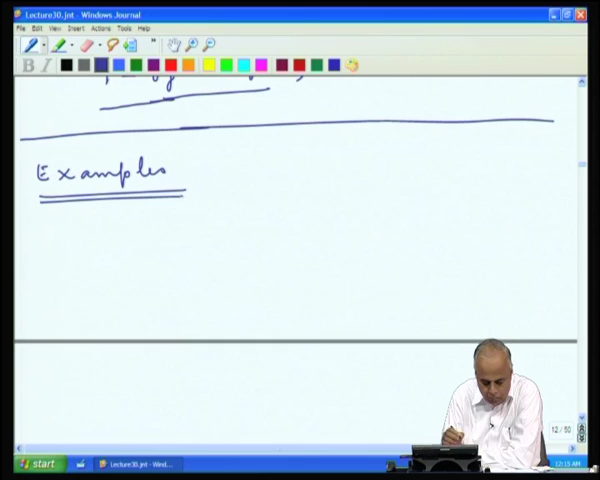 Lecture30.jnt - Windows Journal
File Edit View Insert Actions Tools Help
B I
Examples
12 / 50
start Lecture30.jnt - Wind... 12:15 AM